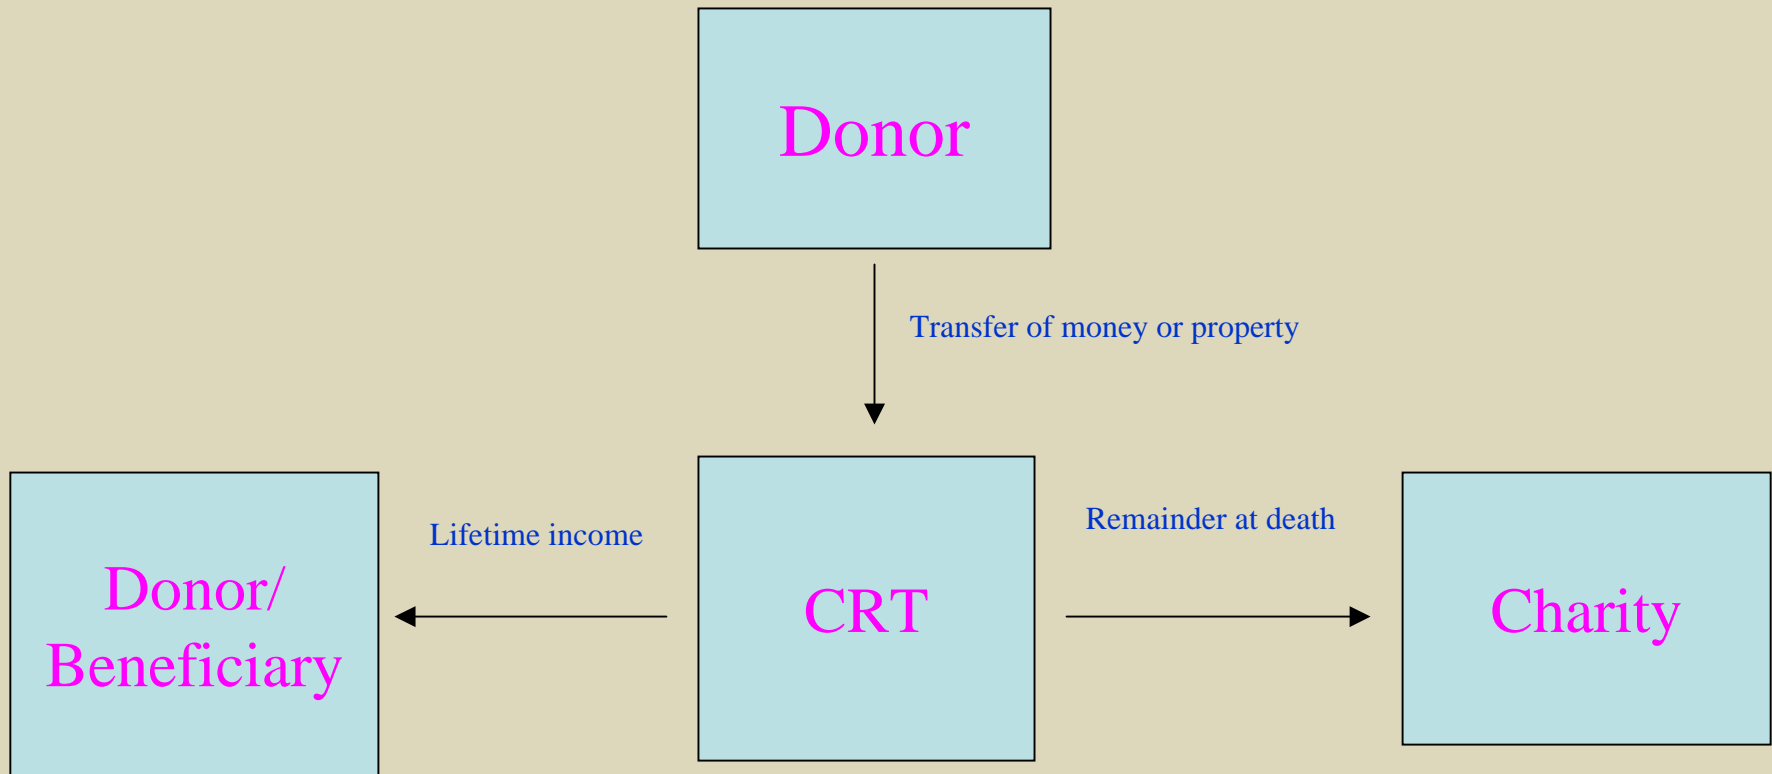 Donor
Transfer of money or property
Lifetime income
Remainder at death
Donor/
Beneficiary
CRT
Charity